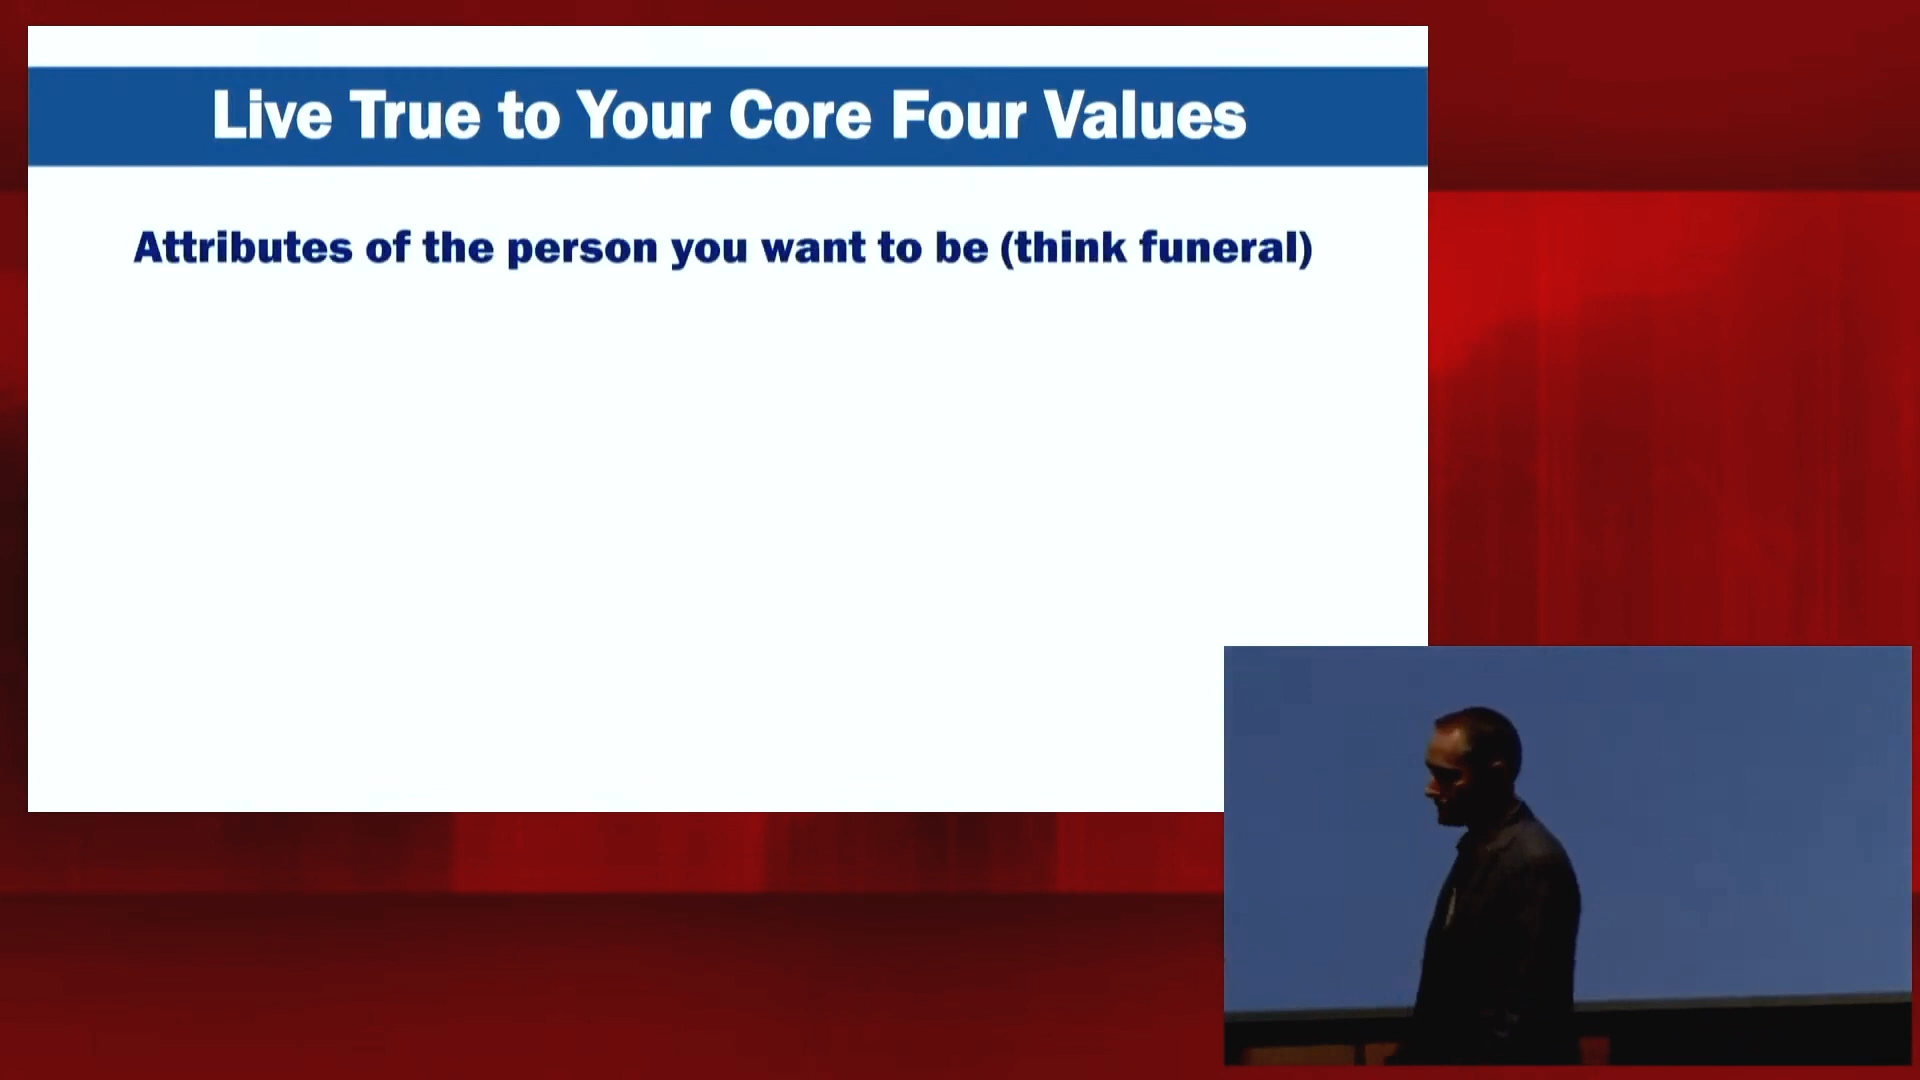 Live True to Your Core Four Values
Attributes of the person you want to be (think funeral)